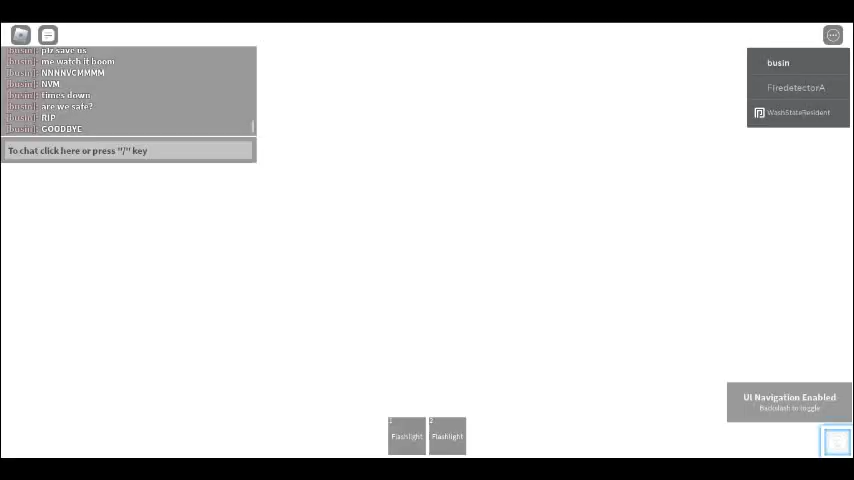 [busin]: plz save us
[busin]: me watch it boom
[busin]: NNNNVCMMMM
[busin]: NVM
[busin]: times down
[busin]: are we safe?
[busin]: RIP
[busin]: GOODBYE
To chat click here or press "/" key
busin
FiredetectorA
WashStateResident
UI Navigation Enabled
Backslash to toggle
1
Flashlight
2
Flashlight